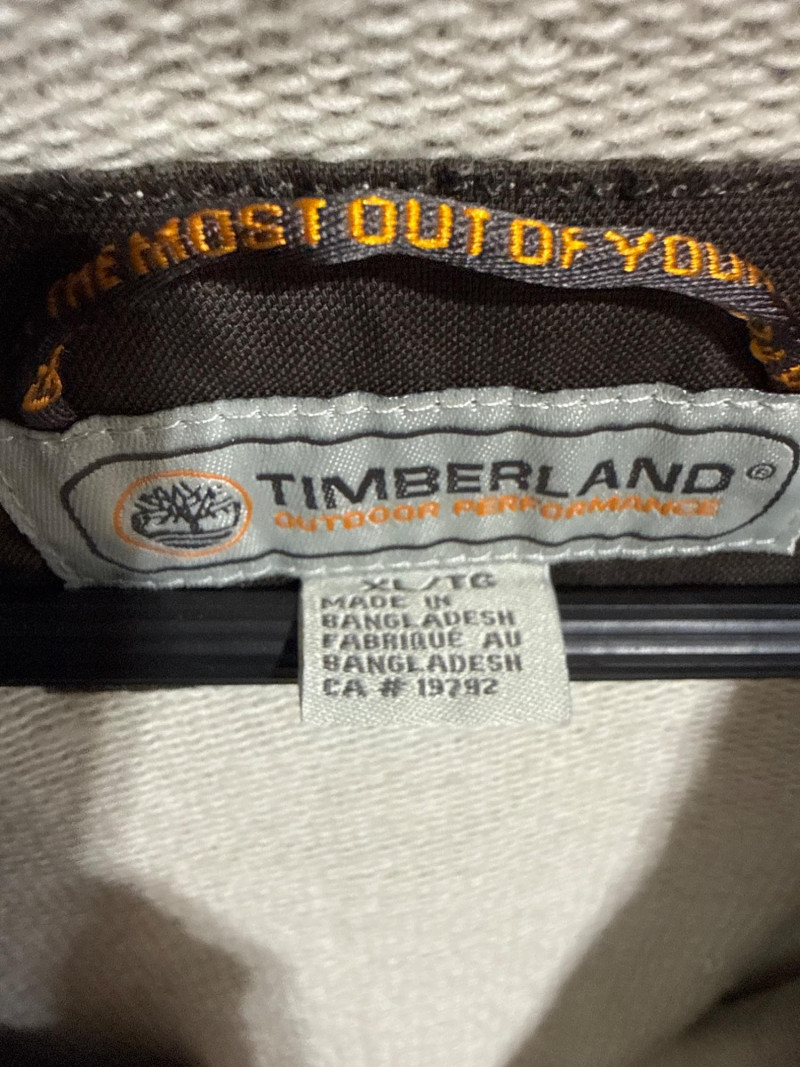 THE MOST OUT OF YOUR
TIMBERLAND®
OUTDOOR PERFORMANCE
XL/TG
MADE IN
BANGLADESH
FABRIQUÉ AU
BANGLADESH
CA # 19792